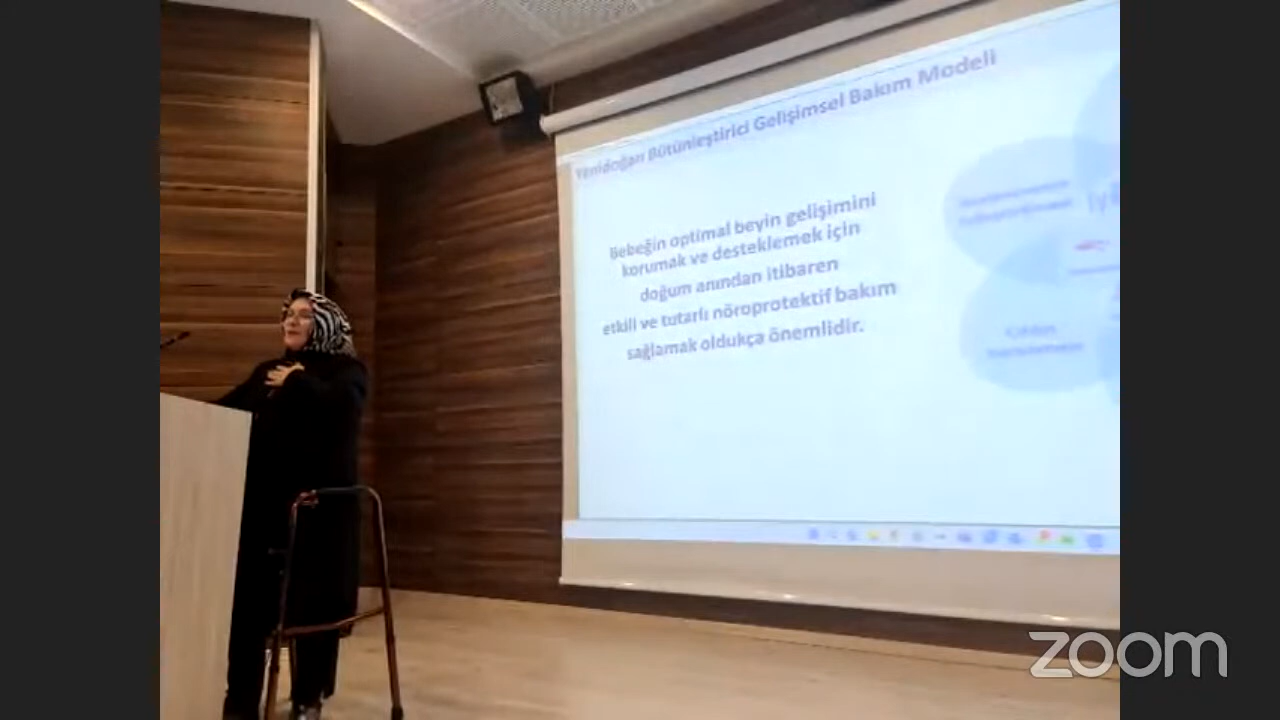 Yenidoğan Bütünleştirici Gelişimsel Bakım Modeli
Bebeğin optimal beyin gelişimini
korumak ve desteklemek için
doğum anından itibaren
etkili ve tutarlı nöroprotektif bakım
sağlamak oldukça önemlidir.
zoom